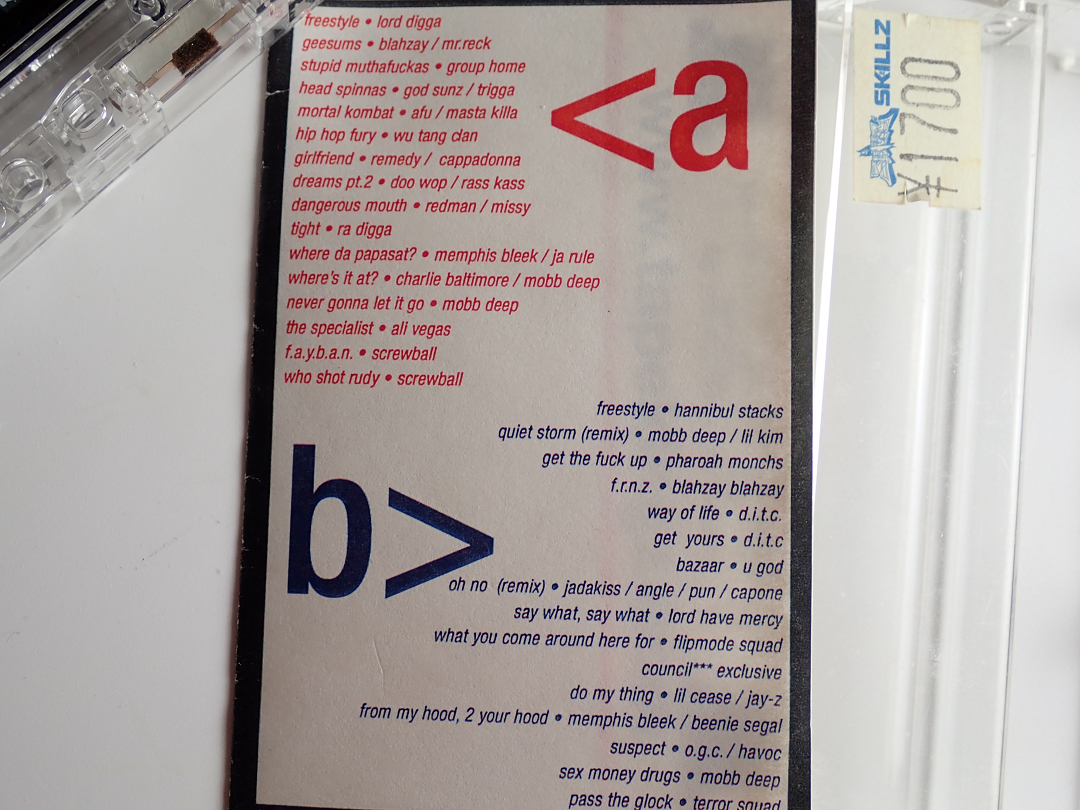 freestyle • lord digga
geesums • blahzay / mr.reck
stupid muthafuckas • group home
head spinnas • god sunz / trigga
mortal kombat • afu / masta killa
hip hop fury • wu tang clan
girlfriend • remedy / cappadonna
dreams pt.2 • doo wop / rass kass
dangerous mouth • redman / missy
tight • ra digga
where da papasat? • memphis bleek / ja rule
where's it at? • charlie baltimore / mobb deep
never gonna let it go • mobb deep
the specialist • ali vegas
f.a.y.b.a.n. • screwball
who shot rudy • screwball
<a
freestyle • hannibul stacks
quiet storm (remix) • mobb deep / lil kim
get the fuck up • pharoah monchs
f.r.n.z. • blahzay blahzay
way of life • d.i.t.c.
get yours • d.i.t.c
bazaar • u god
oh no (remix) • jadakiss / angle / pun / capone
say what, say what • lord have mercy
what you come around here for • flipmode squad
council*** exclusive
do my thing • lil cease / jay-z
from my hood, 2 your hood • memphis bleek / beenie segal
suspect • o.g.c. / havoc
sex money drugs • mobb deep
pass the glock • terror squad
b>
SKILLZ
¥1700